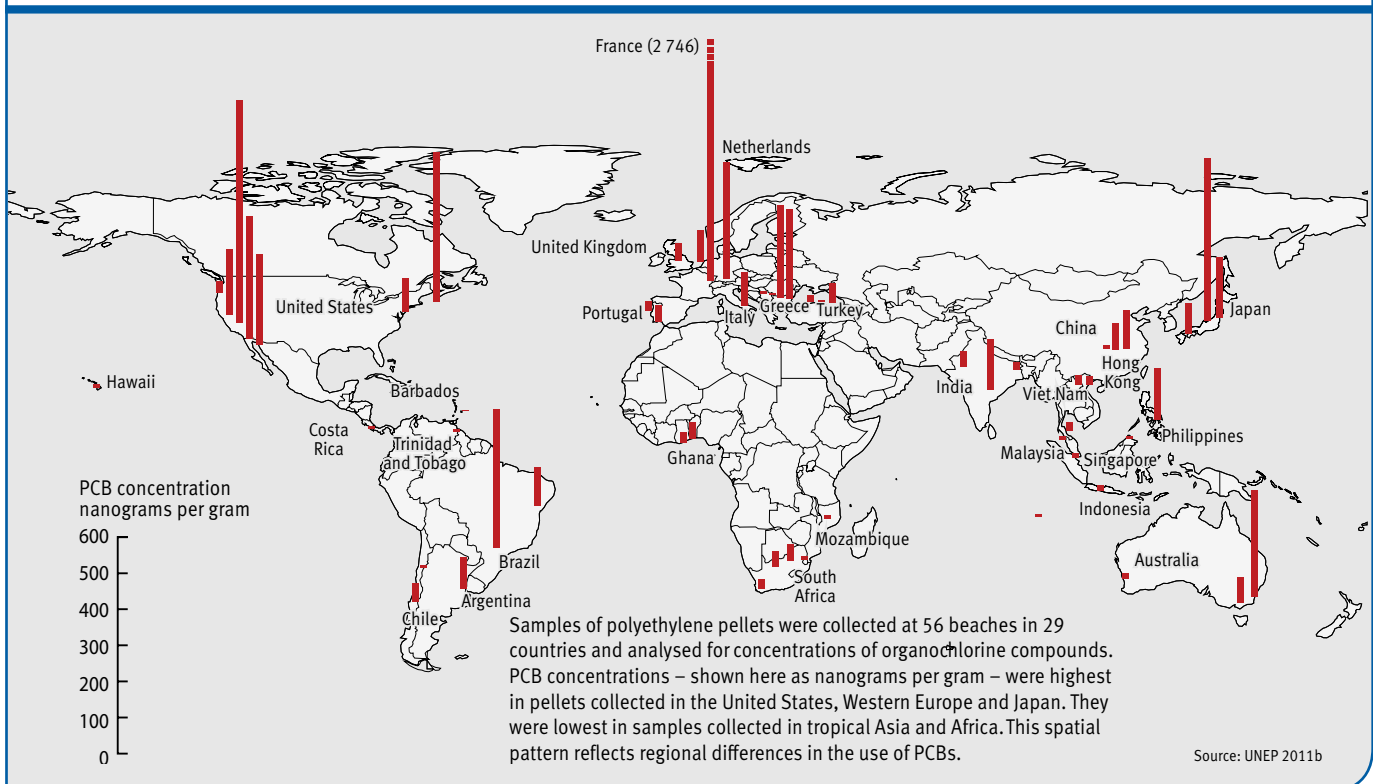 France (2 746)
Netherlands
United Kingdom
United States
Portugal
Italy
Greece
Turkey
Japan
China
Hong
Kong
India
Viet Nam
Hawaii
Barbados
Costa
Rica
Trinidad
and Tobago
Ghana
Malaysia
Singapore
Philippines
Indonesia
PCB concentration
nanograms per gram
600
500
400
300
200
100
0
Brazil
Mozambique
Australia
South
Africa
Argentina
Chile
Samples of polyethylene pellets were collected at 56 beaches in 29
countries and analysed for concentrations of organochlorine compounds.
PCB concentrations – shown here as nanograms per gram – were highest
in pellets collected in the United States, Western Europe and Japan. They
were lowest in samples collected in tropical Asia and Africa. This spatial
pattern reflects regional differences in the use of PCBs.
Source: UNEP 2011b